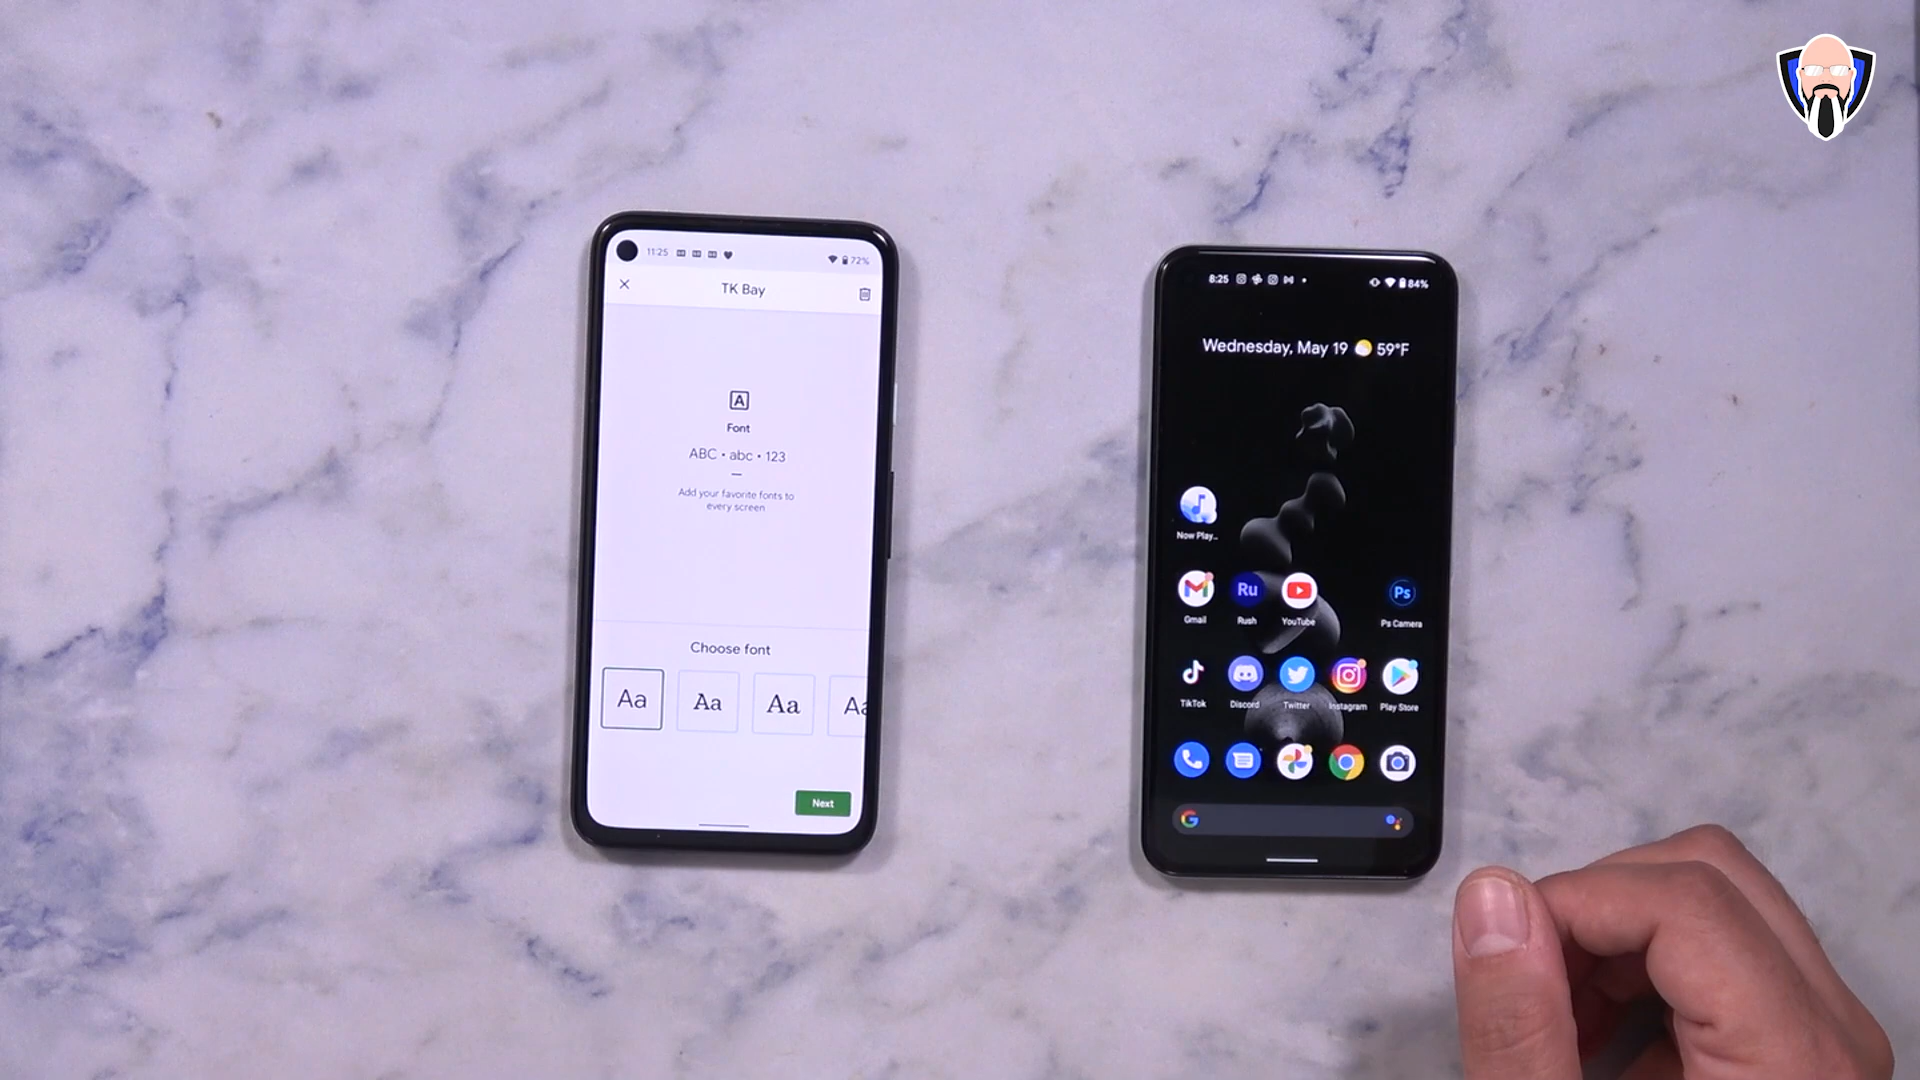 11:25
72%
TK Bay
A
Font
ABC • abc • 123
Add your favorite fonts to
every screen
Choose font
Aa Aa Aa Aa
Next
8:25
84%
Wednesday, May 19 59°F
Now Play...
Ru
Ps
Gmail Rush YouTube Ps Camera
TikTok Discord Twitter Instagram Play Store